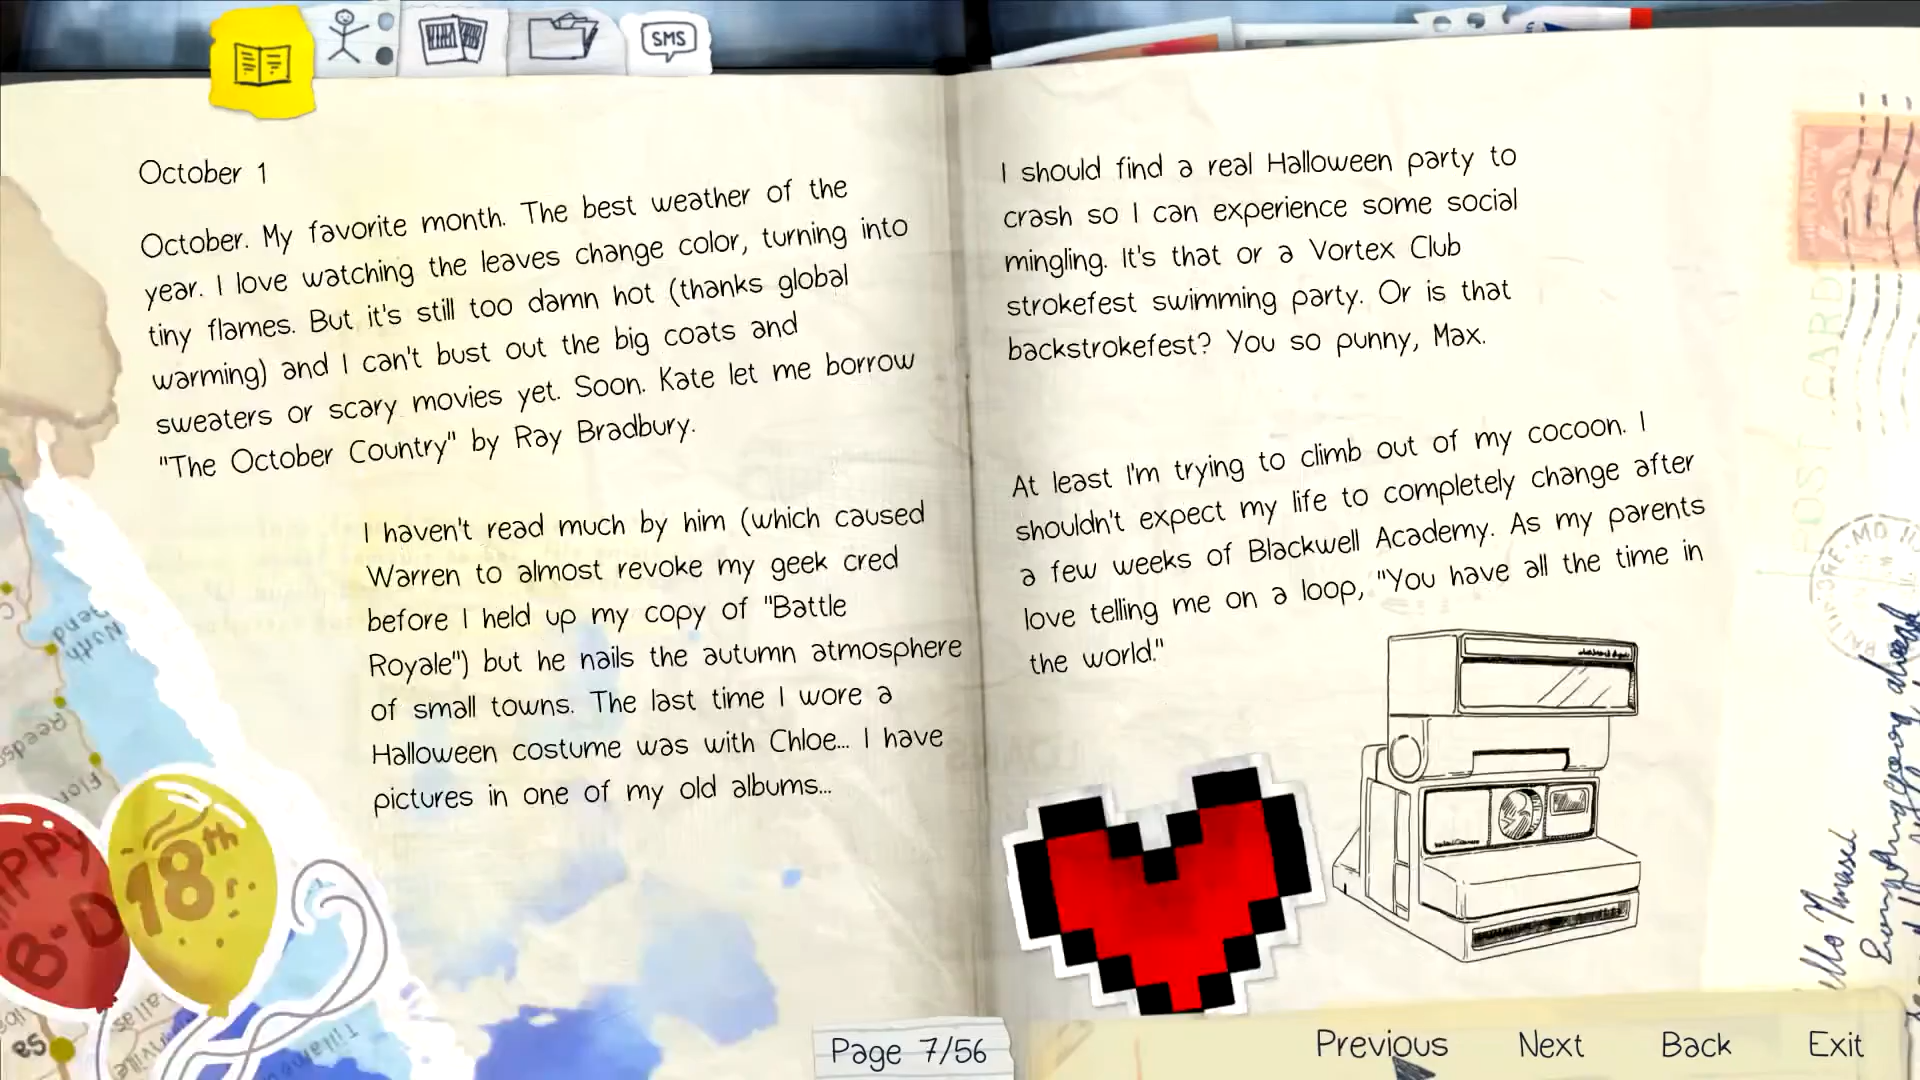 SMS
October 1
October. My favorite month. The best weather of the
year. I love watching the leaves change color, turning into
tiny flames. But it's still too damn hot (thanks global
warming) and I can't bust out the big coats and
sweaters or scary movies yet. Soon. Kate let me borrow
"The October Country" by Ray Bradbury.
I haven't read much by him (which caused
Warren to almost revoke my geek cred
before I held up my copy of "Battle
Royale") but he nails the autumn atmosphere
of small towns. The last time I wore a
Halloween costume was with Chloe... I have
pictures in one of my old albums...
I should find a real Halloween party to
crash so I can experience some social
mingling. It's that or a Vortex Club
strokefest swimming party. Or is that
backstrokefest? You so punny, Max.
At least I'm trying to climb out of my cocoon. I
shouldn't expect my life to completely change after
a few weeks of Blackwell Academy. As my parents
love telling me on a loop, "You have all the time in
the world."
POST CARD
North
Bend
18th
B-D
Page 7/56
Previous
Next
Back
Exit